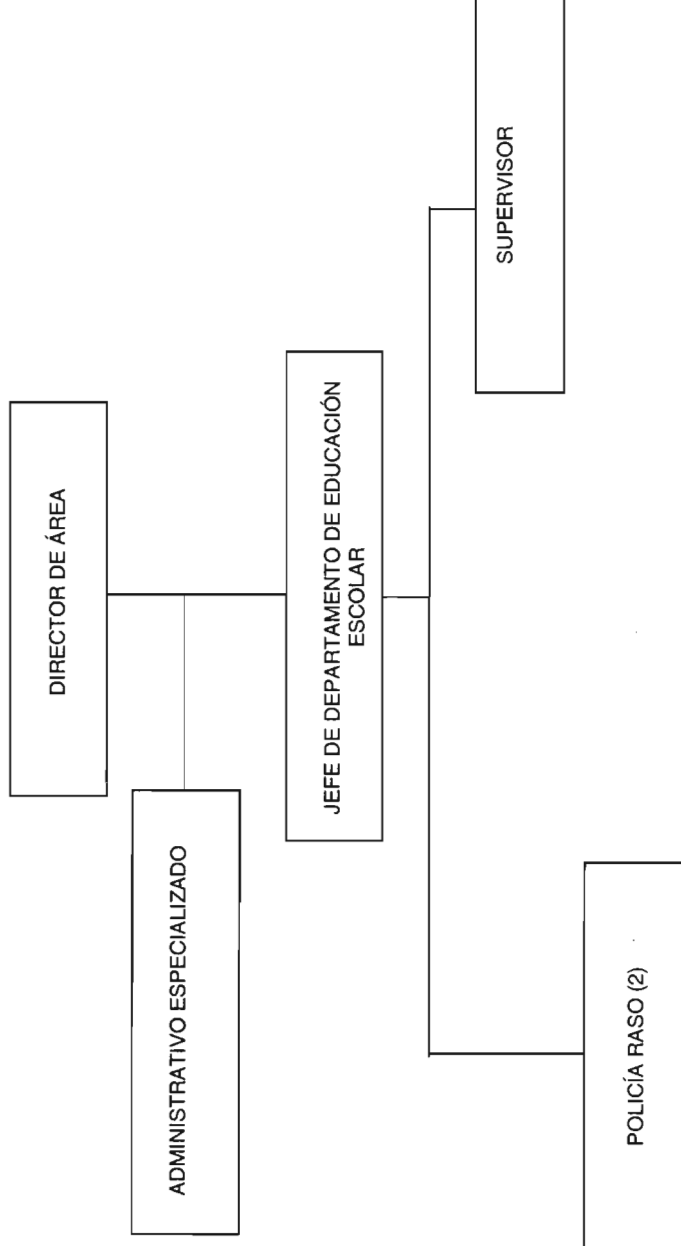 DIRECTOR DE ÁREA
ADMINISTRATIVO ESPECIALIZADO
JEFE DE DEPARTAMENTO DE EDUCACIÓN
ESCOLAR
SUPERVISOR
POLICÍA RASO (2)